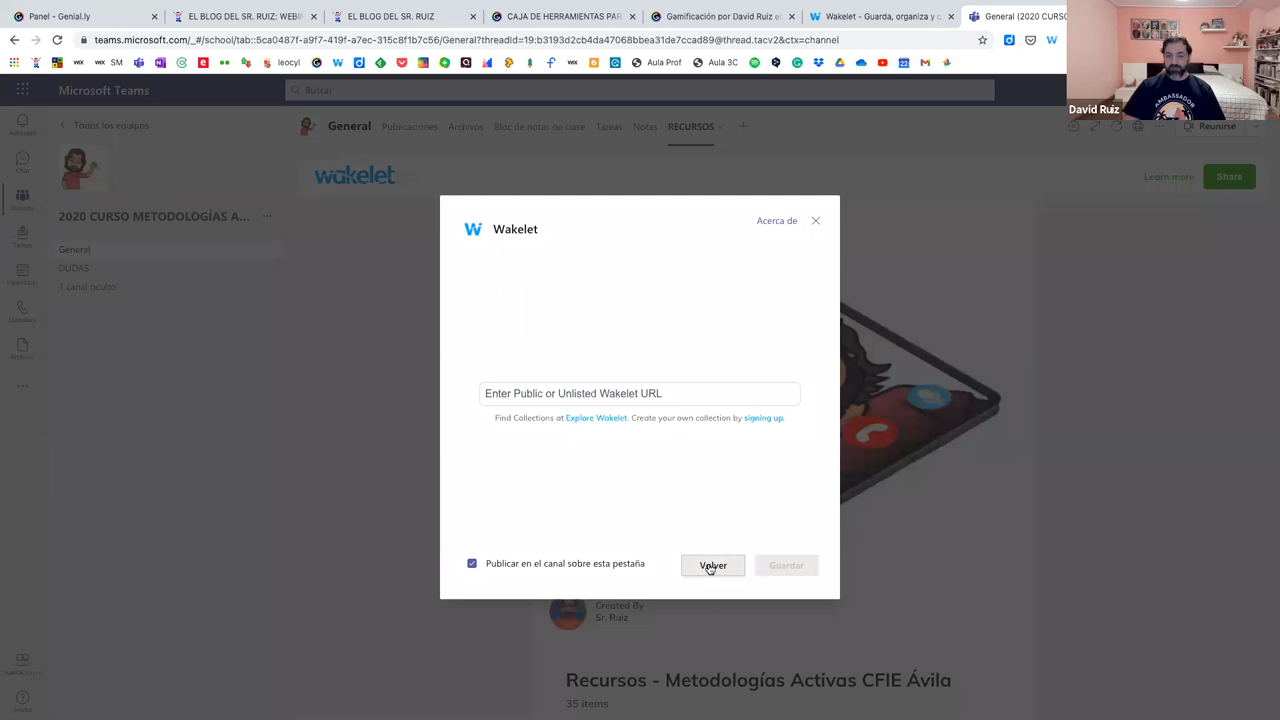 Panel - Genial.ly
EL BLOG DEL SR. RUIZ: WEBIN
EL BLOG DEL SR. RUIZ
CAJA DE HERRAMIENTAS PAR
Gamificación por David Ruiz e
Wakelet - Guarda, organiza y c
General (2020 CURSO
teams.microsoft.com/_#/school/tab::5ca0487f-a9f7-419f-a7ec-315c8f1b7c56/General?threadId=19:b3193d2cb4da47068bbea31de7ccad89@thread.tacv2&ctx=channel
SM
leocyl
Aula Prof
Aula 3C
AMBASSADOR
David Ruiz
Microsoft Teams
Buscar
Todos los equipos
General
Publicaciones
Archivos
Bloc de notas de clase
Tareas
Notas
RECURSOS
Reunirse
Chat
wakelet
Learn more
Share
2020 CURSO METODOLOGÍAS A...
General
DUDAS
1 canal oculto
Wakelet
Acerca de
Enter Public or Unlisted Wakelet URL
Find Collections at Explore Wakelet. Create your own collection by signing up.
Publicar en el canal sobre esta pestaña
Volver
Guardar
Created By
Sr. Ruiz
Recursos - Metodologías Activas CFIE Ávila
35 items